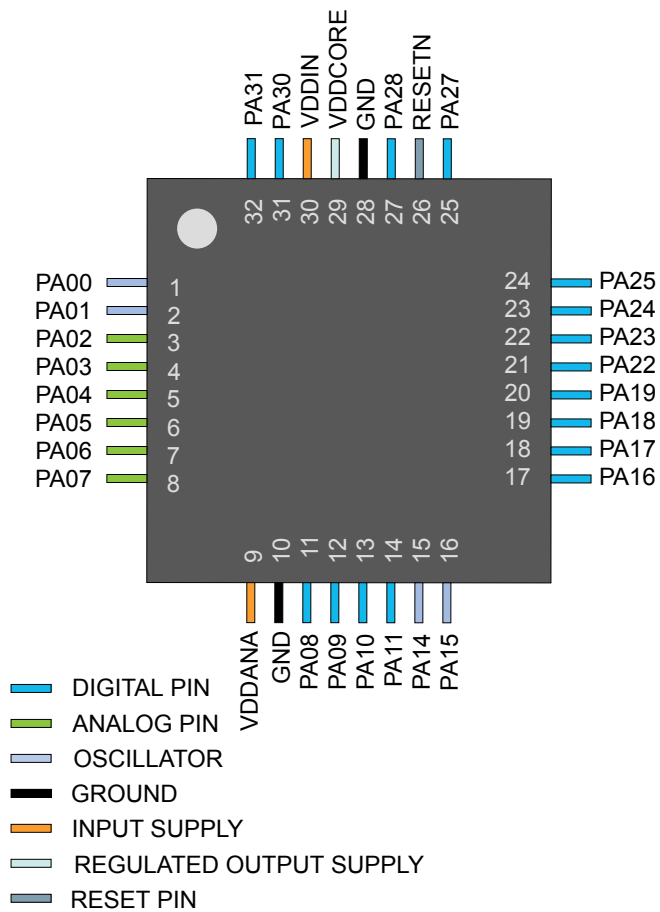 PA31
PA30
VDDIN
VDDCORE
GND
PA28
RESETN
PA27
32
31
30
29
28
27
26
25
PA00
1
PA01
2
PA02
3
PA03
4
PA04
5
PA05
6
PA06
7
PA07
8
24
PA25
23
PA24
22
PA23
21
PA22
20
PA19
19
PA18
18
PA17
17
PA16
9
10
11
12
13
14
15
16
VDDANA
GND
PA08
PA09
PA10
PA11
PA14
PA15
DIGITAL PIN
ANALOG PIN
OSCILLATOR
GROUND
INPUT SUPPLY
REGULATED OUTPUT SUPPLY
RESET PIN